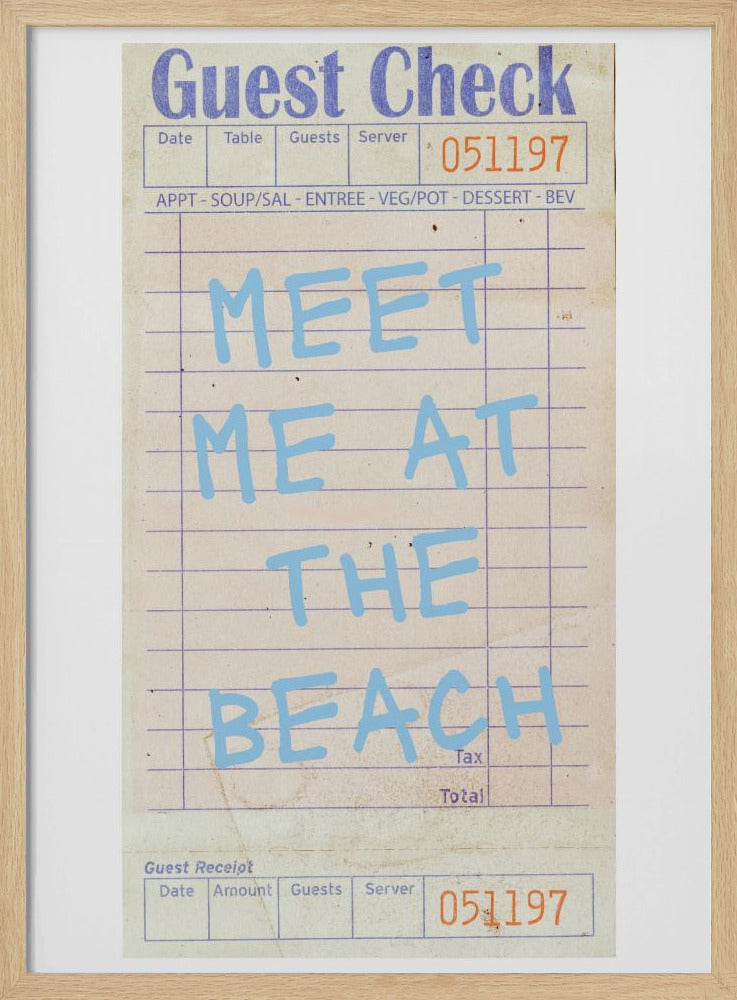 Guest Check
Date Table Guests Server 051197
APPT - SOUP/SAL - ENTREE - VEG/POT - DESSERT - BEV
MEET
ME AT
THE
BEACH
Tax
Total
Guest Receipt
Date Amount Guests Server 051197